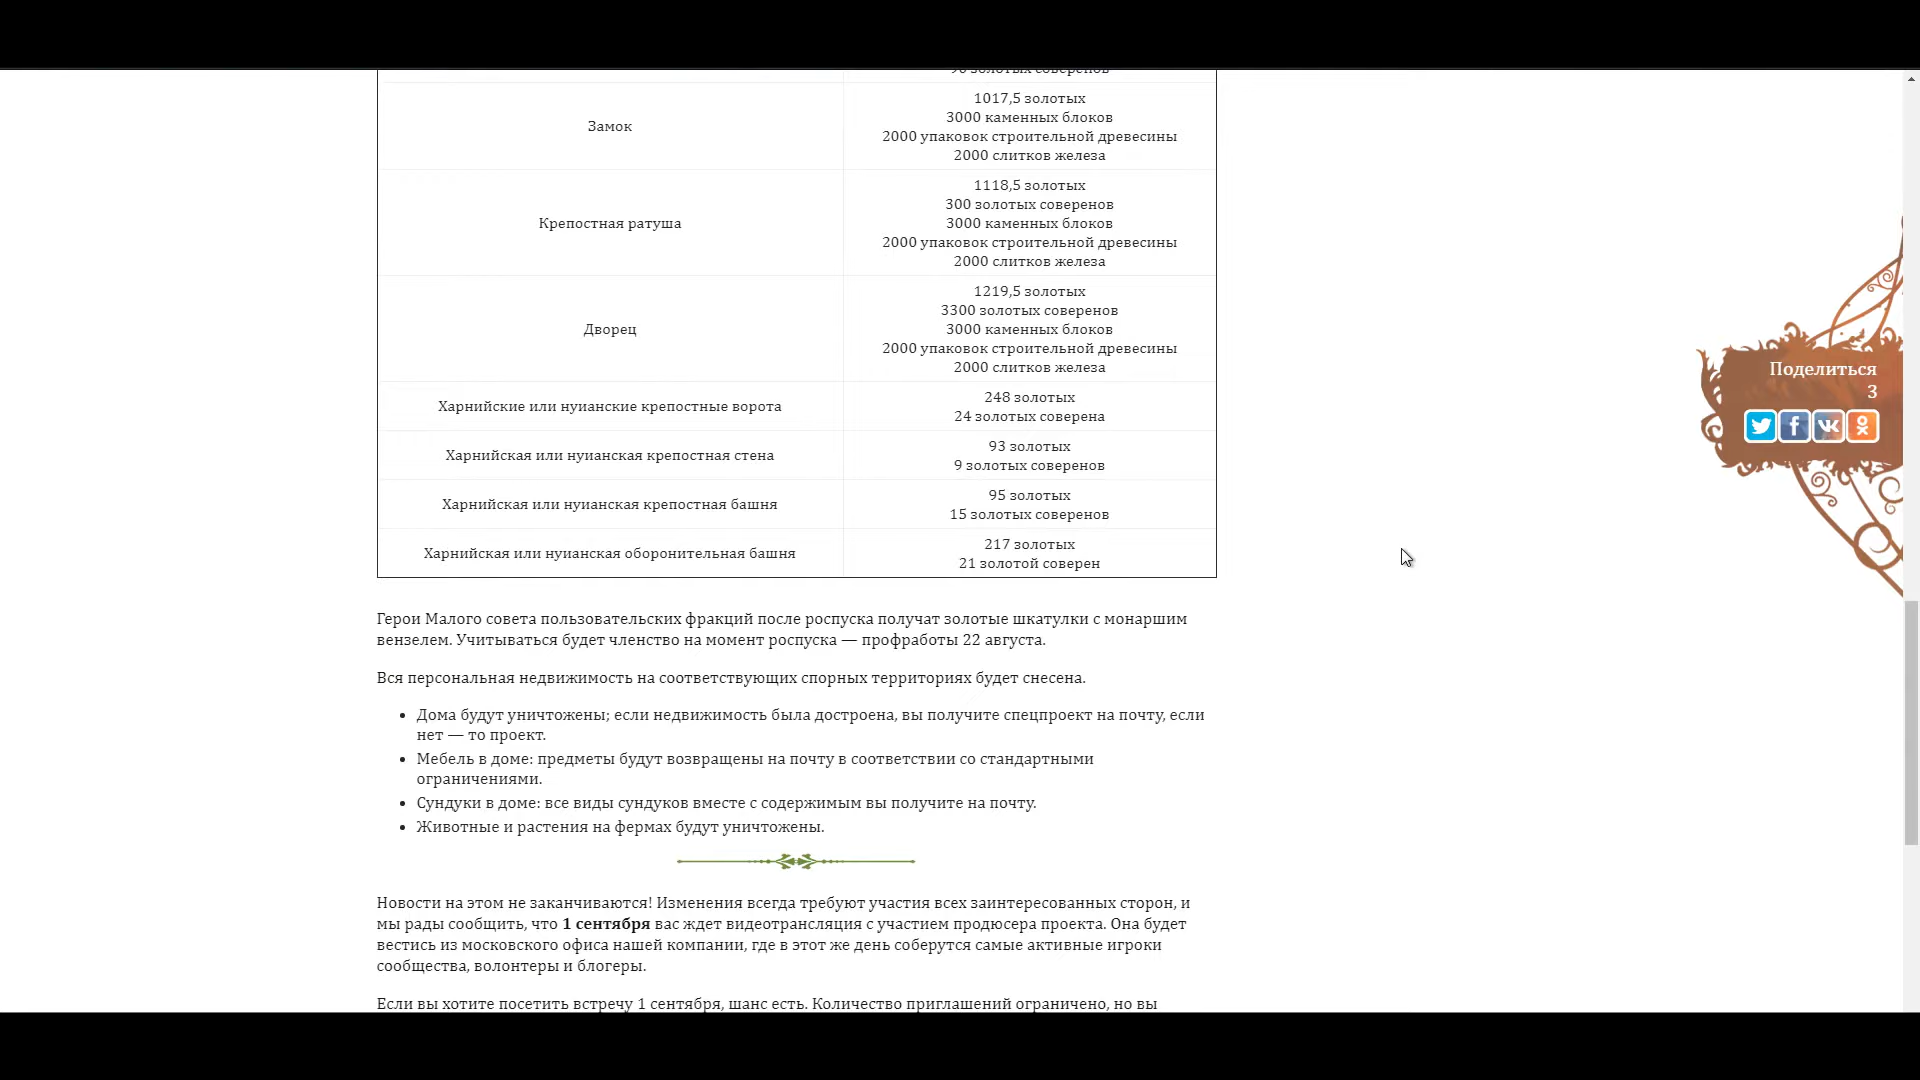 90 золотых соверенов
Замок
1017,5 золотых
3000 каменных блоков
2000 упаковок строительной древесины
2000 слитков железа
Крепостная ратуша
1118,5 золотых
300 золотых соверенов
3000 каменных блоков
2000 упаковок строительной древесины
2000 слитков железа
Дворец
1219,5 золотых
3300 золотых соверенов
3000 каменных блоков
2000 упаковок строительной древесины
2000 слитков железа
Харнийские или нуианские крепостные ворота
248 золотых
24 золотых соверена
Харнийская или нуианская крепостная стена
93 золотых
9 золотых соверенов
Харнийская или нуианская крепостная башня
95 золотых
15 золотых соверенов
Харнийская или нуианская оборонительная башня
217 золотых
21 золотой соверен
Герои Малого совета пользовательских фракций после роспуска получат золотые шкатулки с монаршим
вензелем. Учитываться будет членство на момент роспуска — профработы 22 августа.
Вся персональная недвижимость на соответствующих спорных территориях будет снесена.
Дома будут уничтожены; если недвижимость была достроена, вы получите спецпроект на почту, если
нет — то проект.
Мебель в доме: предметы будут возвращены на почту в соответствии со стандартными
ограничениями.
Сундуки в доме: все виды сундуков вместе с содержимым вы получите на почту.
Животные и растения на фермах будут уничтожены.
Новости на этом не заканчиваются! Изменения всегда требуют участия всех заинтересованных сторон, и
мы рады сообщить, что 1 сентября вас ждет видеотрансляция с участием продюсера проекта. Она будет
вестись из московского офиса нашей компании, где в этот же день соберутся самые активные игроки
сообщества, волонтеры и блогеры.
Если вы хотите посетить встречу 1 сентября, шанс есть. Количество приглашений ограничено, но вы
Поделиться
3